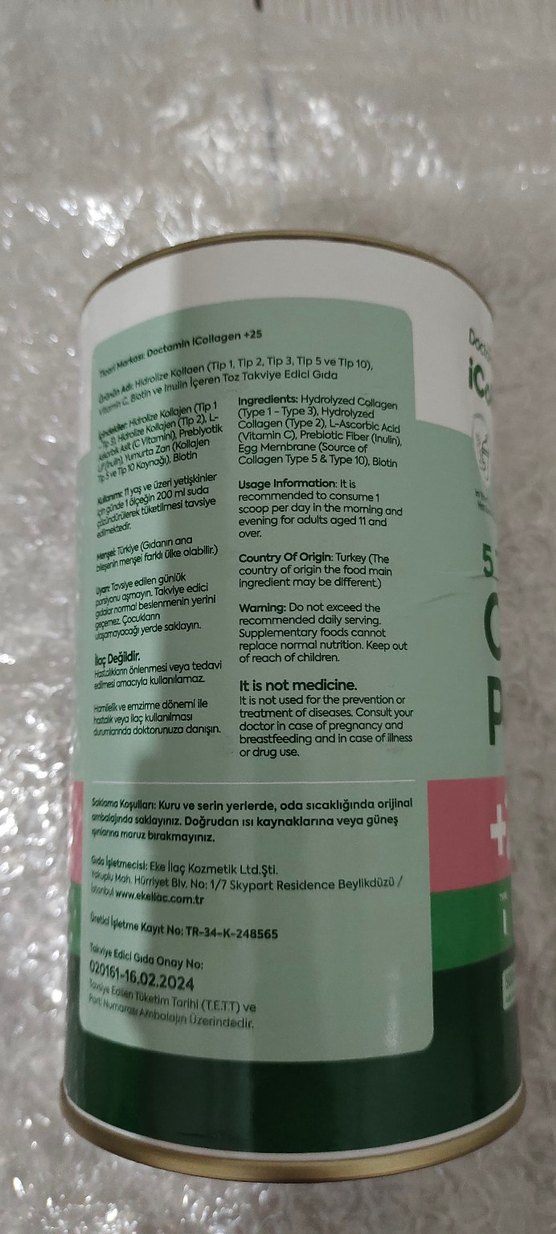 Ticari Markası: Doctamin iCollagen +25
Ürünün Adı: Hidrolize Kollaen (Tip 1, Tip 2, Tip 3, Tip 5 ve Tip 10),
Vitamin C, Biotin ve Inulin İçeren Toz Takviye Edici Gıda
İçindekiler: Hidrolize Kollajen (Tip 1
- Tip 3), Hidrolize Kollajen (Tip 2), L-
Askorbik Asit (C Vitamini), Prebiyotik
Lif (İnulin), Yumurta Zarı (Kollajen
Tip 5 ve Tip 10 Kaynağı), Biotin
Kullanımı: 11 yaş ve üzeri yetişkinler
için günde 1 ölçeğin 200 ml suda
çözündürülerek tüketilmesi tavsiye
edilmektedir.
Menşei: Türkiye (Gıdanın ana
bileşenin menşei farklı ülke olabilir.)
Uyarı: Tavsiye edilen günlük
porsiyonu aşmayın. Takviye edici
gıdalar normal beslenmenin yerini
geçemez. Çocukların
ulaşamayacağı yerde saklayın.
İlaç Değildir.
Hastalıkların önlenmesi veya tedavi
edilmesi amacıyla kullanılamaz.
Hamilelik ve emzirme dönemi ile
hastalık veya ilaç kullanılması
durumlarında doktorunuza danışın.
Ingredients: Hydrolyzed Collagen
(Type 1 - Type 3), Hydrolyzed
Collagen (Type 2), L-Ascorbic Acid
(Vitamin C), Prebiotic Fiber (Inulin),
Egg Membrane (Source of
Collagen Type 5 & Type 10), Biotin
Usage Information: It is
recommended to consume 1
scoop per day in the morning and
evening for adults aged 11 and
over.
Country Of Origin: Turkey (The
country of origin the food main
ingredient may be different.)
Warning: Do not exceed the
recommended daily serving.
Supplementary foods cannot
replace normal nutrition. Keep out
of reach of children.
It is not medicine.
It is not used for the prevention or
treatment of diseases. Consult your
doctor in case of pregnancy and
breastfeeding and in case of illness
or drug use.
Saklama Koşulları: Kuru ve serin yerlerde, oda sıcaklığında orijinal
ambalajında saklayınız. Doğrudan ısı kaynaklarına veya güneş
ışınlarına maruz bırakmayınız.
Gıda İşletmecisi: Eke İlaç Kozmetik Ltd.Şti.
Yakuplu Mah. Hürriyet Blv. No: 1/7 Skyport Residence Beylikdüzü /
İstanbul www.ekeilac.com.tr
Üretici İşletme Kayıt No: TR-34-K-248565
Takviye Edici Gıda Onay No:
020161-16.02.2024
Tavsiye Edilen Tüketim Tarihi (T.E.T.T) ve
Parti Numarası Ambalajın Üzerindedir.